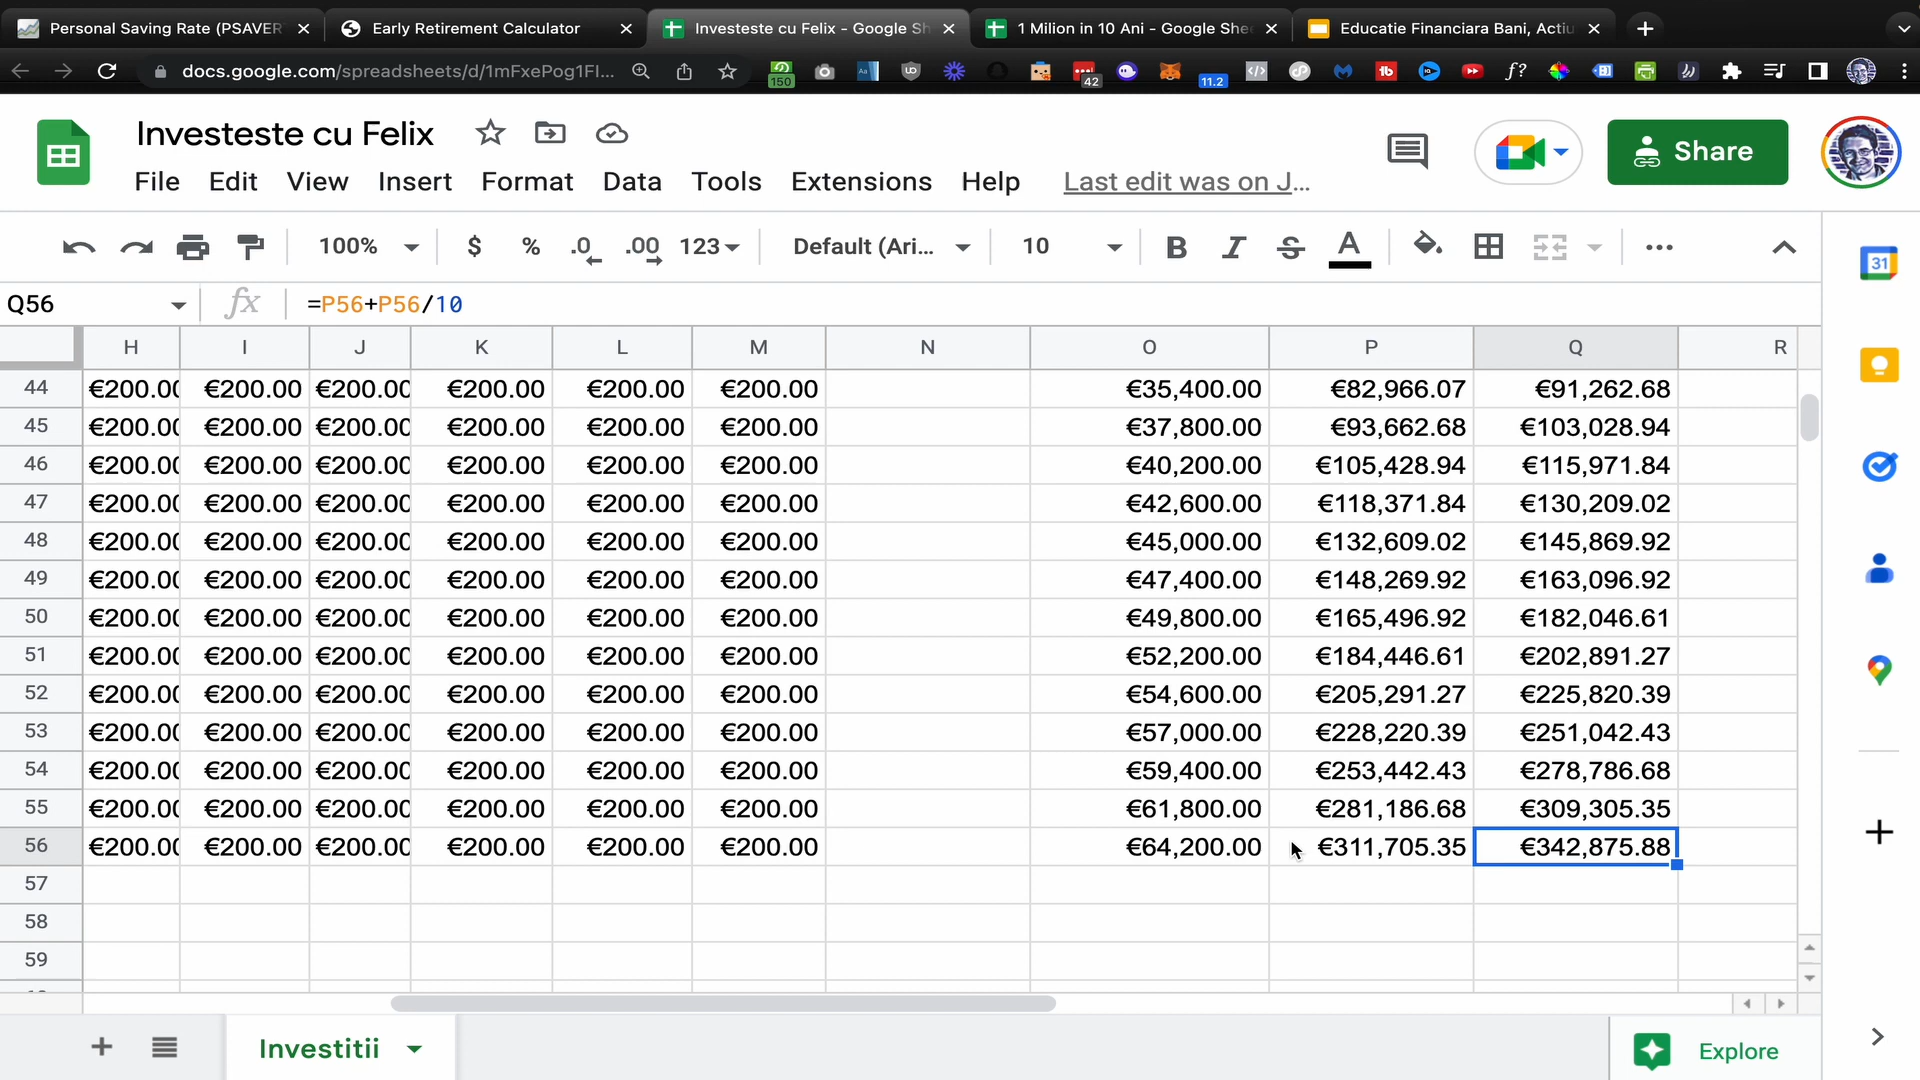 Personal Saving Rate (PSAVER
Early Retirement Calculator
Investeste cu Felix - Google Sh
1 Milion in 10 Ani - Google Shee
Educatie Financiara Bani, Actiu
docs.google.com/spreadsheets/d/1mFxePog1FI...
150
42
11.2
Investeste cu Felix
Share
File Edit View Insert Format Data Tools Extensions Help Last edit was on J...
100% $ % .0 .00 123 Default (Ari... 10 B I S A
31
Q56 fx =P56+P56/10
H I J K L M N O P Q R
44 €200.00 €200.00 €200.00 €200.00 €200.00 €200.00 €35,400.00 €82,966.07 €91,262.68
45 €200.00 €200.00 €200.00 €200.00 €200.00 €200.00 €37,800.00 €93,662.68 €103,028.94
46 €200.00 €200.00 €200.00 €200.00 €200.00 €200.00 €40,200.00 €105,428.94 €115,971.84
47 €200.00 €200.00 €200.00 €200.00 €200.00 €200.00 €42,600.00 €118,371.84 €130,209.02
48 €200.00 €200.00 €200.00 €200.00 €200.00 €200.00 €45,000.00 €132,609.02 €145,869.92
49 €200.00 €200.00 €200.00 €200.00 €200.00 €200.00 €47,400.00 €148,269.92 €163,096.92
50 €200.00 €200.00 €200.00 €200.00 €200.00 €200.00 €49,800.00 €165,496.92 €182,046.61
51 €200.00 €200.00 €200.00 €200.00 €200.00 €200.00 €52,200.00 €184,446.61 €202,891.27
52 €200.00 €200.00 €200.00 €200.00 €200.00 €200.00 €54,600.00 €205,291.27 €225,820.39
53 €200.00 €200.00 €200.00 €200.00 €200.00 €200.00 €57,000.00 €228,220.39 €251,042.43
54 €200.00 €200.00 €200.00 €200.00 €200.00 €200.00 €59,400.00 €253,442.43 €278,786.68
55 €200.00 €200.00 €200.00 €200.00 €200.00 €200.00 €61,800.00 €281,186.68 €309,305.35
56 €200.00 €200.00 €200.00 €200.00 €200.00 €200.00 €64,200.00 €311,705.35 €342,875.88
57
58
59
Investitii
Explore